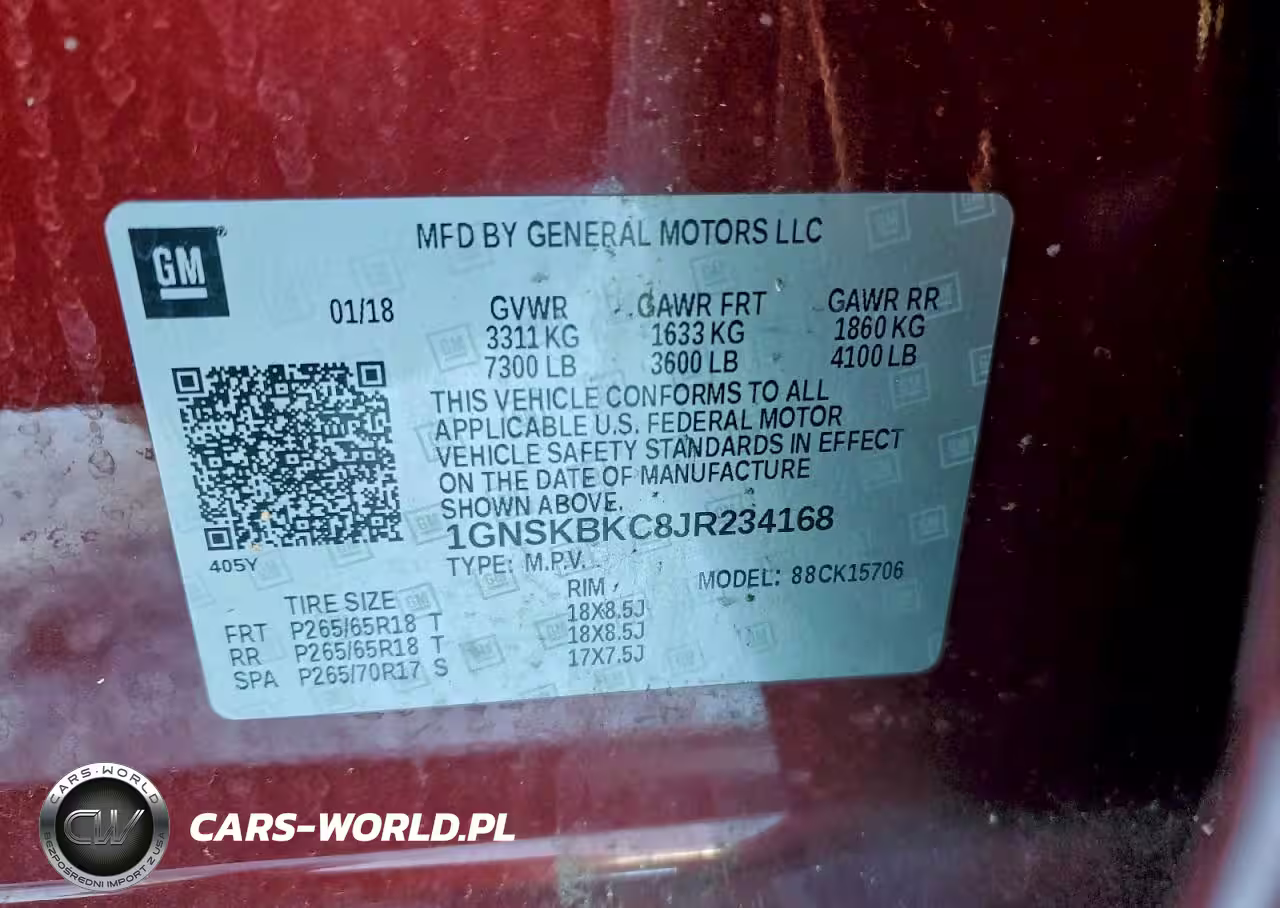 GM
MFD BY GENERAL MOTORS LLC
01/18 GVWR GAWR FRT GAWR RR
3311 KG 1633 KG 1860 KG
7300 LB 3600 LB 4100 LB
THIS VEHICLE CONFORMS TO ALL
APPLICABLE U.S. FEDERAL MOTOR
VEHICLE SAFETY STANDARDS IN EFFECT
ON THE DATE OF MANUFACTURE
SHOWN ABOVE.
1GNSKBKC8JR234168
405Y
TYPE: M.P.V. MODEL: 88CK15706
TIRE SIZE RIM
FRT P265/65R18 T 18X8.5J
RR P265/65R18 T 18X8.5J
SPA P265/70R17 S 17X7.5J
CARS-WORLD
CW
BEZPOŚREDNI IMPORT Z USA
CARS-WORLD.PL